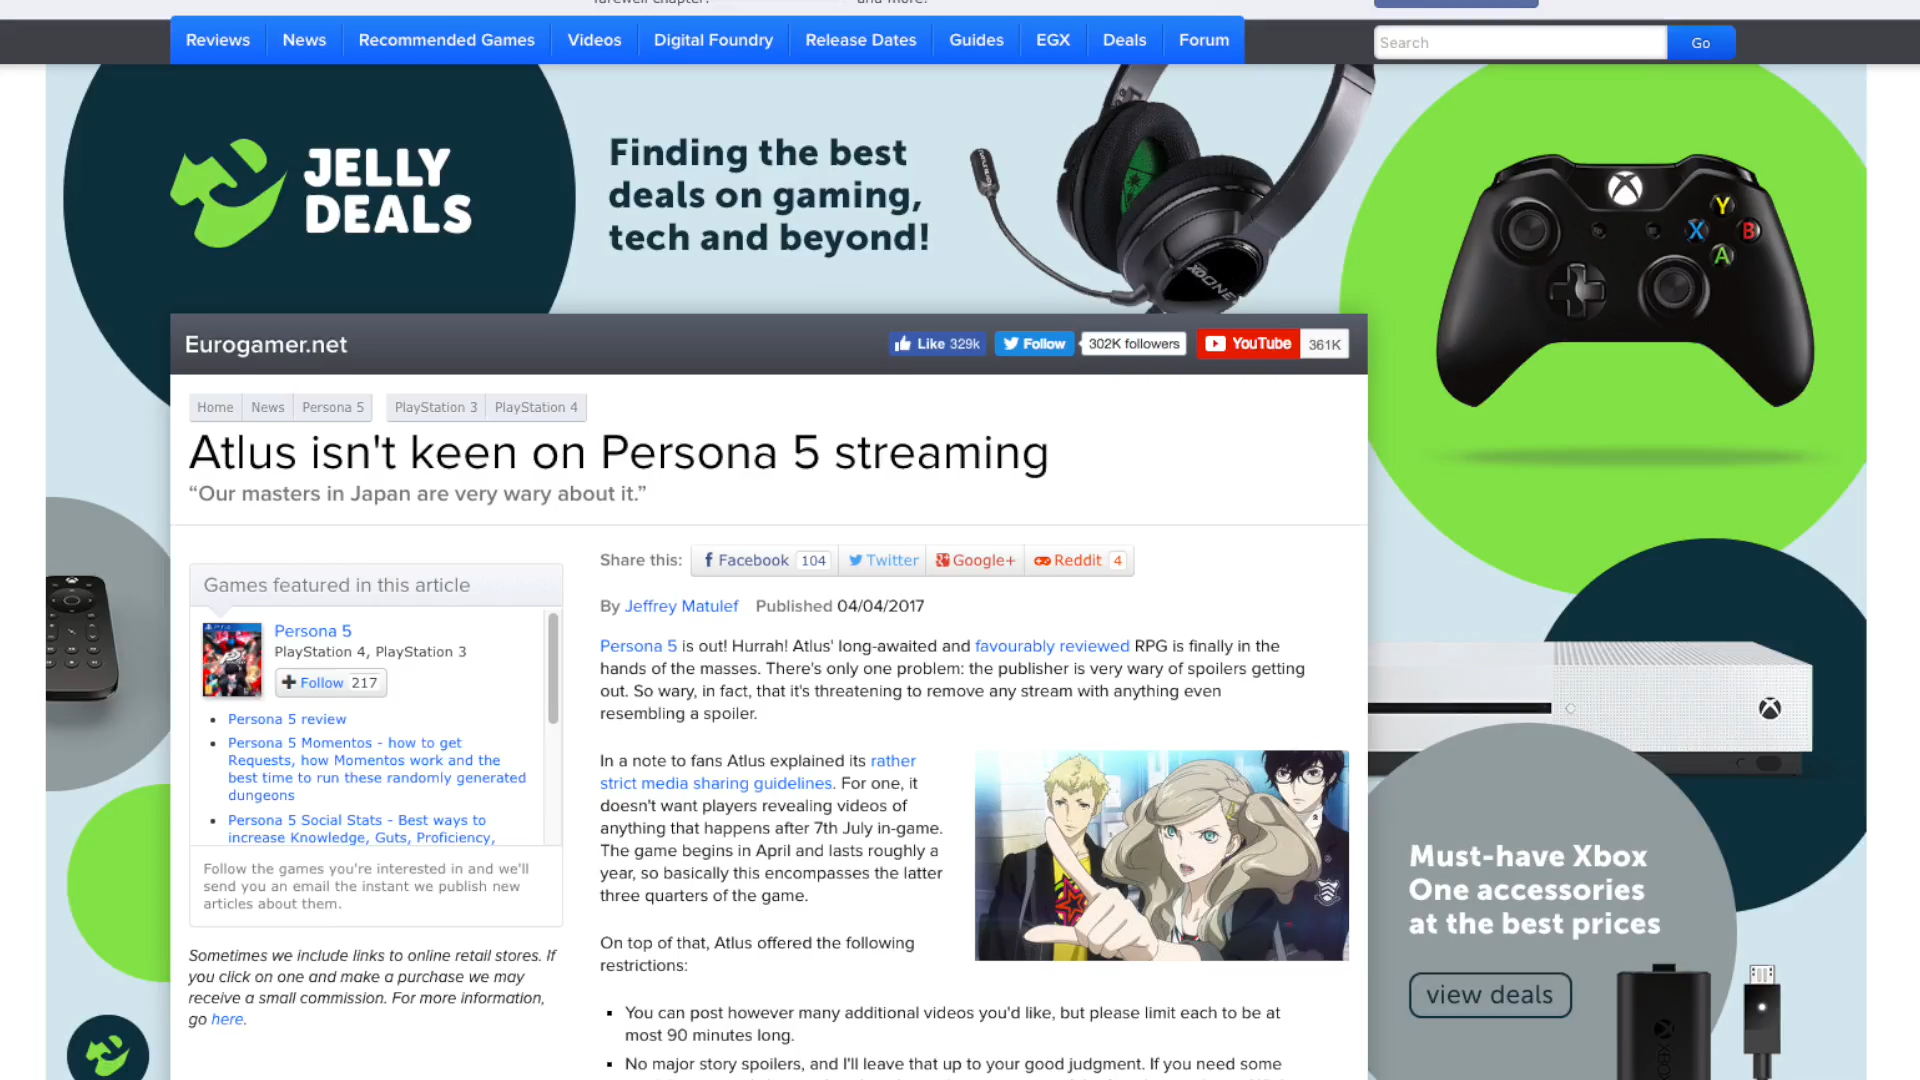 farewell chapter?
and more!
Reviews
News
Recommended Games
Videos
Digital Foundry
Release Dates
Guides
EGX
Deals
Forum
Search
Go
JELLY
DEALS
Finding the best
deals on gaming,
tech and beyond!
XBONE
Y
X
B
A
Eurogamer.net
Like 329k
Follow
302K followers
YouTube
361K
Home
News
Persona 5
PlayStation 3
PlayStation 4
Atlus isn't keen on Persona 5 streaming
“Our masters in Japan are very wary about it.”
Games featured in this article
Persona 5
PlayStation 4, PlayStation 3
Follow 217
• Persona 5 review
• Persona 5 Momentos - how to get
Requests, how Momentos work and the
best time to run these randomly generated
dungeons
• Persona 5 Social Stats - Best ways to
increase Knowledge, Guts, Proficiency,
Follow the games you're interested in and we'll
send you an email the instant we publish new
articles about them.
Sometimes we include links to online retail stores. If
you click on one and make a purchase we may
receive a small commission. For more information,
go here.
Share this:
Facebook 104
Twitter
Google+
Reddit 4
By Jeffrey Matulef Published 04/04/2017
Persona 5 is out! Hurrah! Atlus' long-awaited and favourably reviewed RPG is finally in the
hands of the masses. There's only one problem: the publisher is very wary of spoilers getting
out. So wary, in fact, that it's threatening to remove any stream with anything even
resembling a spoiler.
In a note to fans Atlus explained its rather
strict media sharing guidelines. For one, it
doesn't want players revealing videos of
anything that happens after 7th July in-game.
The game begins in April and lasts roughly a
year, so basically this encompasses the latter
three quarters of the game.
On top of that, Atlus offered the following
restrictions:
▪ You can post however many additional videos you'd like, but please limit each to be at
most 90 minutes long.
▪ No major story spoilers, and I'll leave that up to your good judgment. If you need some
Must-have Xbox
One accessories
at the best prices
view deals
XBOX